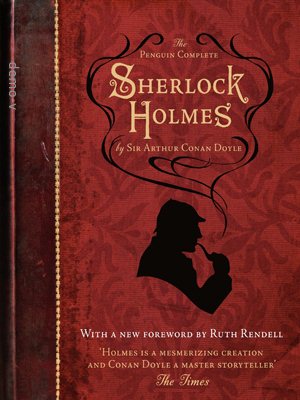 The
Penguin Complete
Sherlock
Holmes
by Sir Arthur Conan Doyle
With a new foreword by Ruth Rendell
'Holmes is a mesmerizing creation
and Conan Doyle a master storyteller'
The Times
demo-v